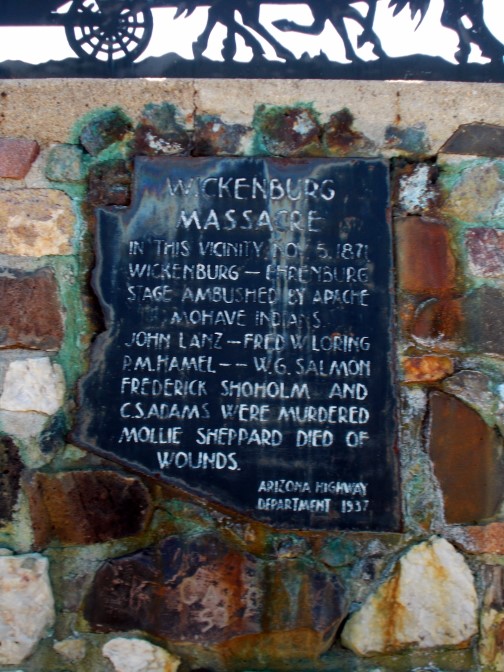 WICKENBURG
MASSACRE
IN THIS VICINITY NOV. 5. 1871
WICKENBURG — EHRENBURG
STAGE AMBUSHED BY APACHE
MOHAVE INDIANS.
JOHN LANZ — FRED W. LORING
P.M. HAMEL -- W.G. SALMON
FREDERICK SHOHOLM AND
C.S. ADAMS WERE MURDERED
MOLLIE SHEPPARD DIED OF
WOUNDS.
ARIZONA HIGHWAY
DEPARTMENT 1937